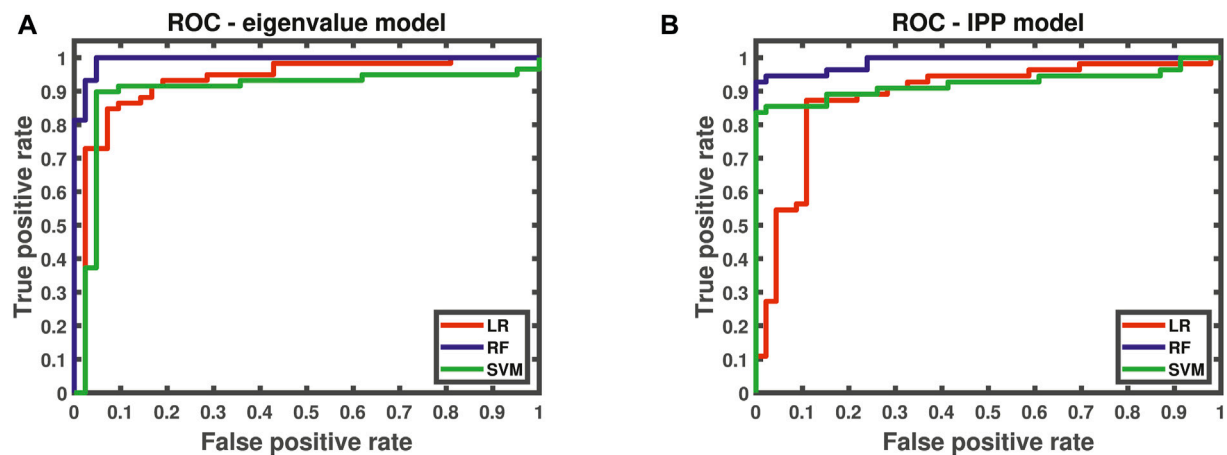 A
ROC - eigenvalue model
True positive rate
1
0.9
0.8
0.7
0.6
0.5
0.4
0.3
0.2
0.1
0
LR
RF
SVM
0 0.1 0.2 0.3 0.4 0.5 0.6 0.7 0.8 0.9 1
False positive rate
B
ROC - IPP model
True positive rate
1
0.9
0.8
0.7
0.6
0.5
0.4
0.3
0.2
0.1
0
LR
RF
SVM
0 0.1 0.2 0.3 0.4 0.5 0.6 0.7 0.8 0.9 1
False positive rate